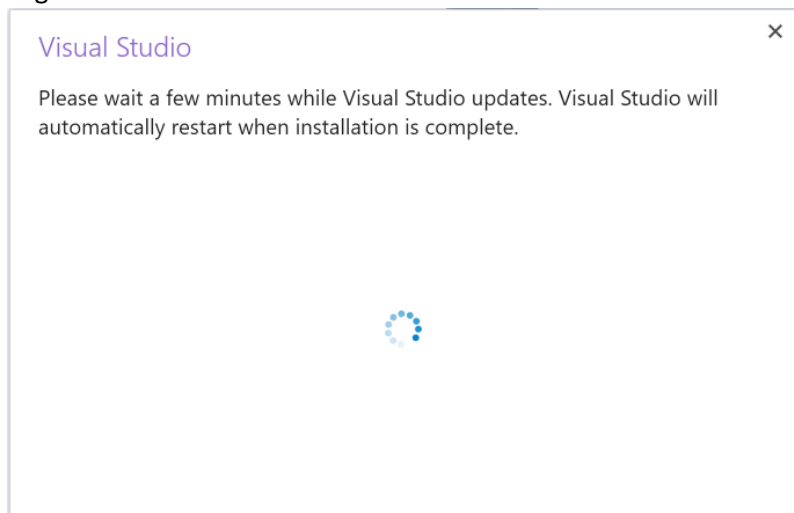 Visual Studio
Please wait a few minutes while Visual Studio updates. Visual Studio will
automatically restart when installation is complete.